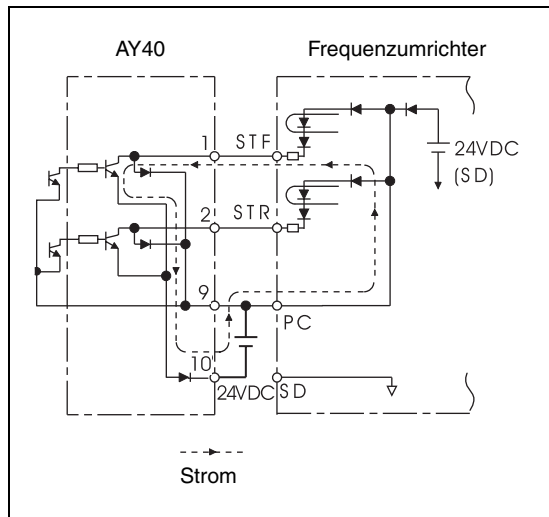 AY40
Frequenzumrichter
1 STF
24VDC
(SD)
2 STR
9
PC
10
24VDC SD
Strom